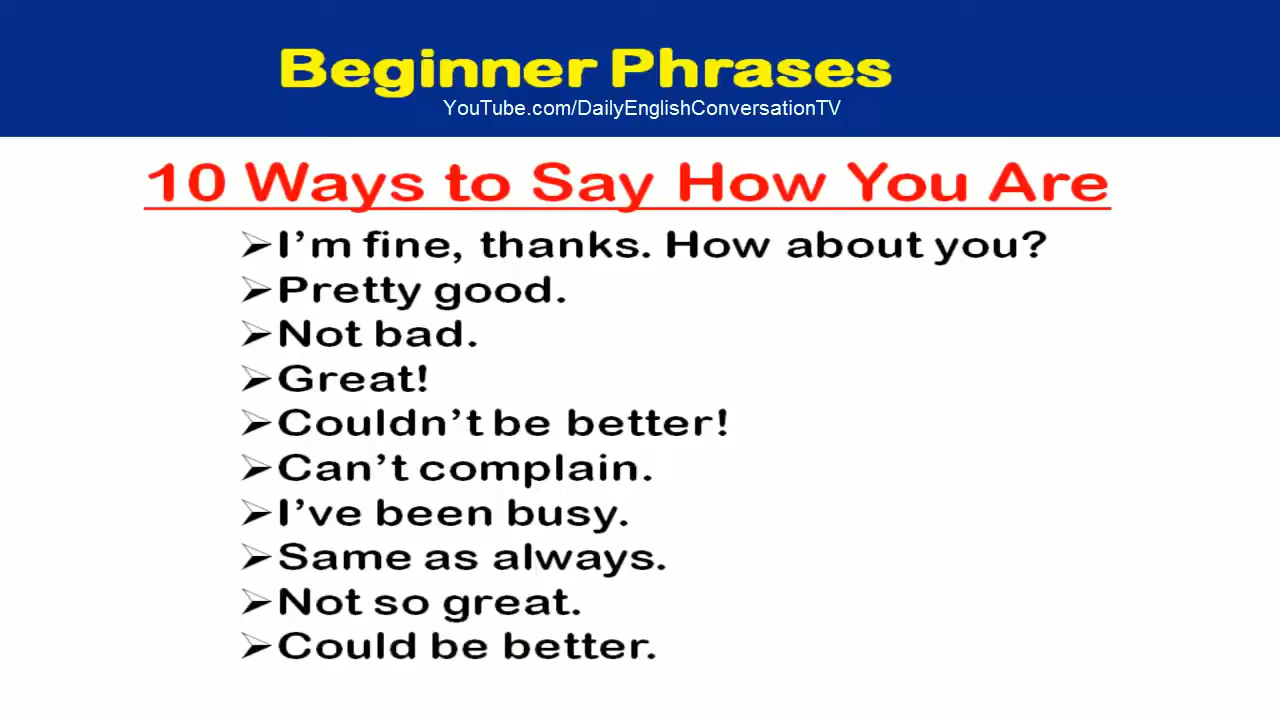 Beginner Phrases
YouTube.com/DailyEnglishConversationTV
10 Ways to Say How You Are
➢I’m fine, thanks. How about you?
➢Pretty good.
➢Not bad.
➢Great!
➢Couldn’t be better!
➢Can’t complain.
➢I’ve been busy.
➢Same as always.
➢Not so great.
➢Could be better.